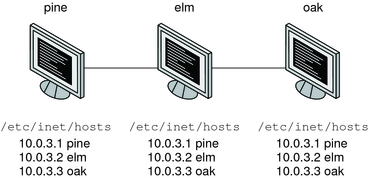 pine elm oak
/etc/inet/hosts /etc/inet/hosts /etc/inet/hosts
10.0.3.1 pine 10.0.3.1 pine 10.0.3.1 pine
10.0.3.2 elm 10.0.3.2 elm 10.0.3.2 elm
10.0.3.3 oak 10.0.3.3 oak 10.0.3.3 oak